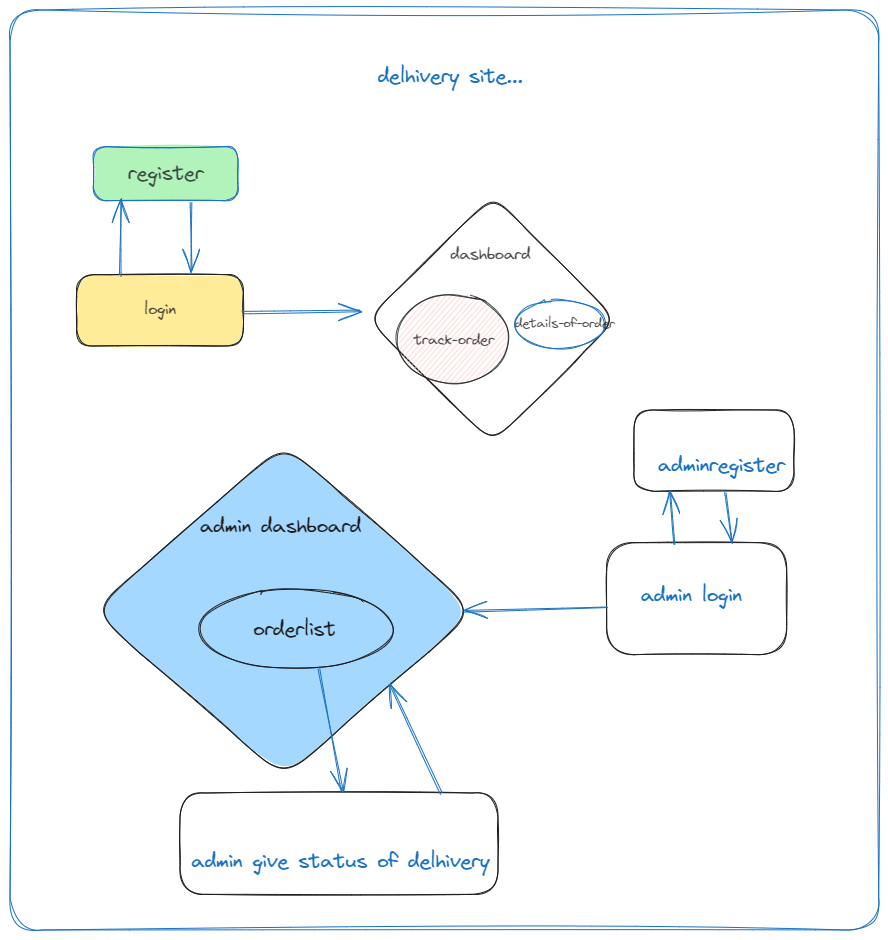 delhivery site...
register
login
dashboard
track-order
details-of-order
adminregister
admin login
admin dashboard
orderlist
admin give status of delhivery